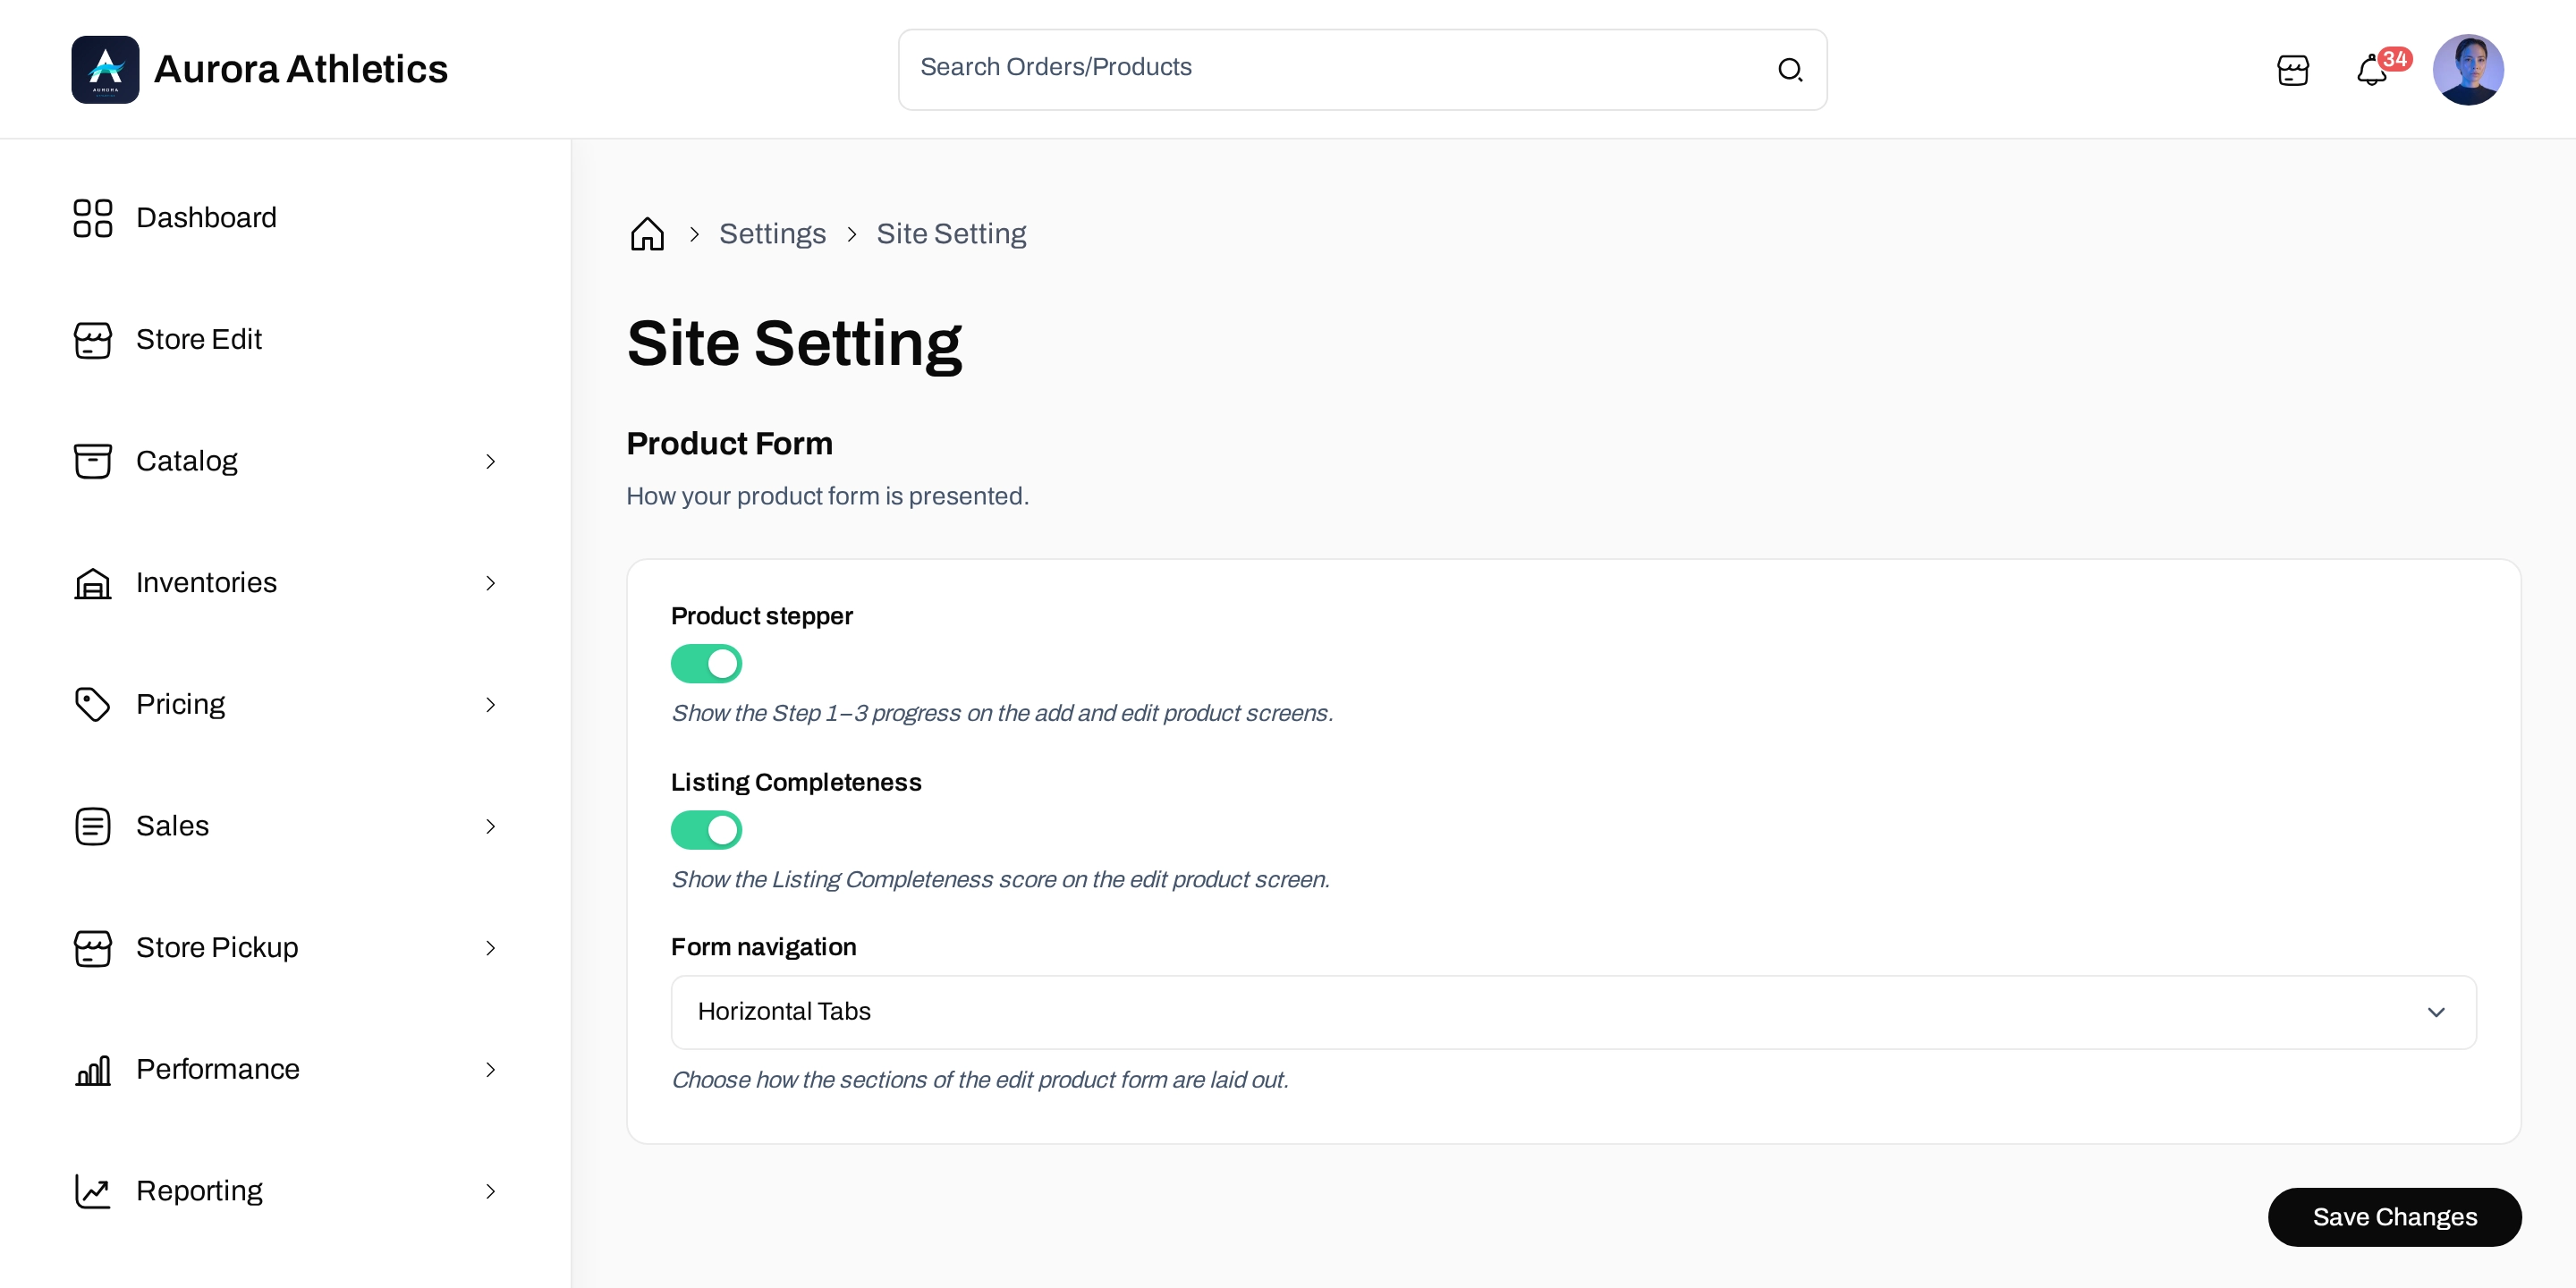 AURORA
Aurora Athletics
Search Orders/Products
34
Dashboard
Store Edit
Catalog
Inventories
Pricing
Sales
Store Pickup
Performance
Reporting
Settings
Site Setting
Site Setting
Product Form
How your product form is presented.
Product stepper
Show the Step 1–3 progress on the add and edit product screens.
Listing Completeness
Show the Listing Completeness score on the edit product screen.
Form navigation
Horizontal Tabs
Choose how the sections of the edit product form are laid out.
Save Changes